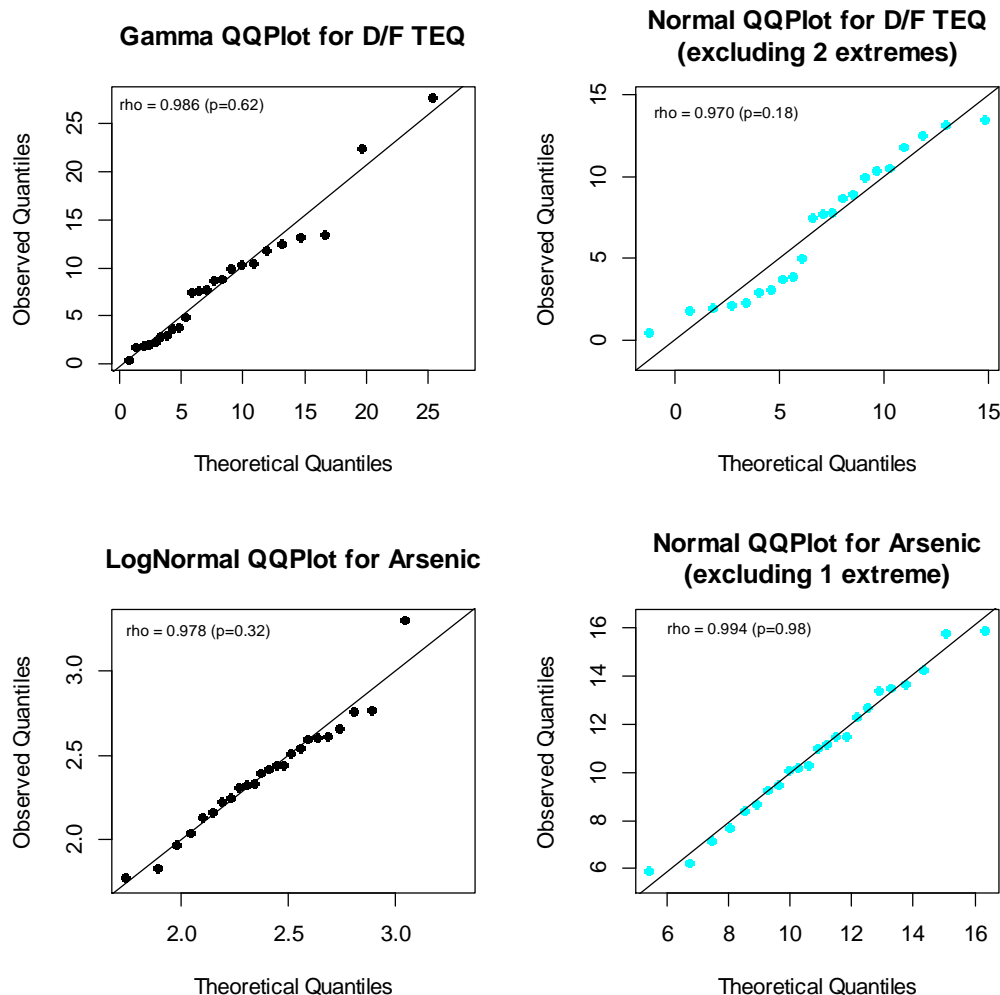 Gamma QQPlot for D/F TEQ
rho = 0.986 (p=0.62)
Observed Quantiles
0 5 10 15 20 25
0 5 10 15 20 25
Theoretical Quantiles
Normal QQPlot for D/F TEQ
(excluding 2 extremes)
rho = 0.970 (p=0.18)
Observed Quantiles
0 5 10 15
0 5 10 15
Theoretical Quantiles
LogNormal QQPlot for Arsenic
rho = 0.978 (p=0.32)
Observed Quantiles
2.0 2.5 3.0
2.0 2.5 3.0
Theoretical Quantiles
Normal QQPlot for Arsenic
(excluding 1 extreme)
rho = 0.994 (p=0.98)
Observed Quantiles
6 8 10 12 14 16
6 8 10 12 14 16
Theoretical Quantiles